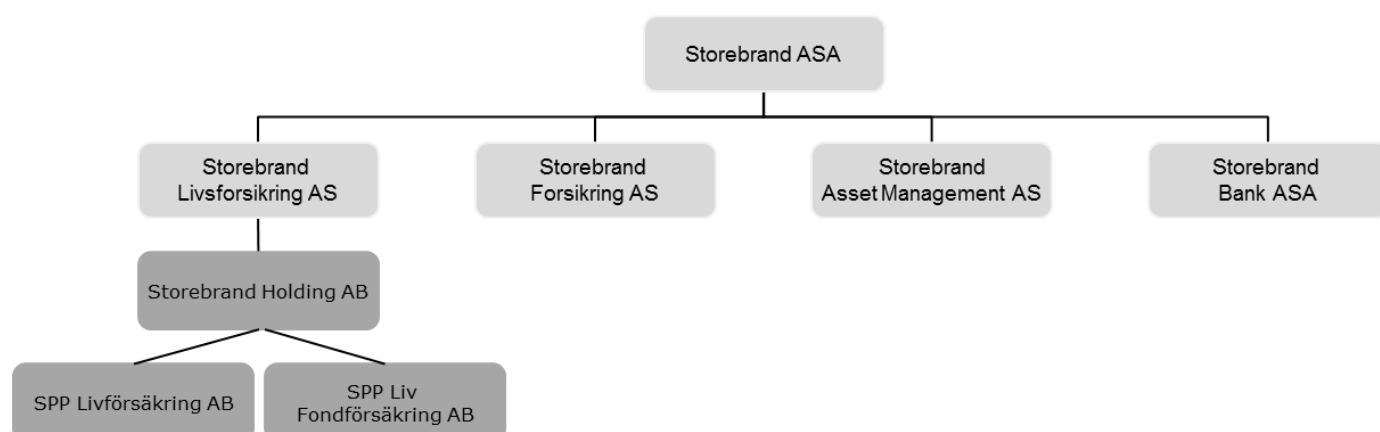 Storebrand ASA
Storebrand
Livsforsikring AS
Storebrand
Forsikring AS
Storebrand
Asset Management AS
Storebrand
Bank ASA
Storebrand Holding AB
SPP Livförsäkring AB
SPP Liv
Fondförsäkring AB